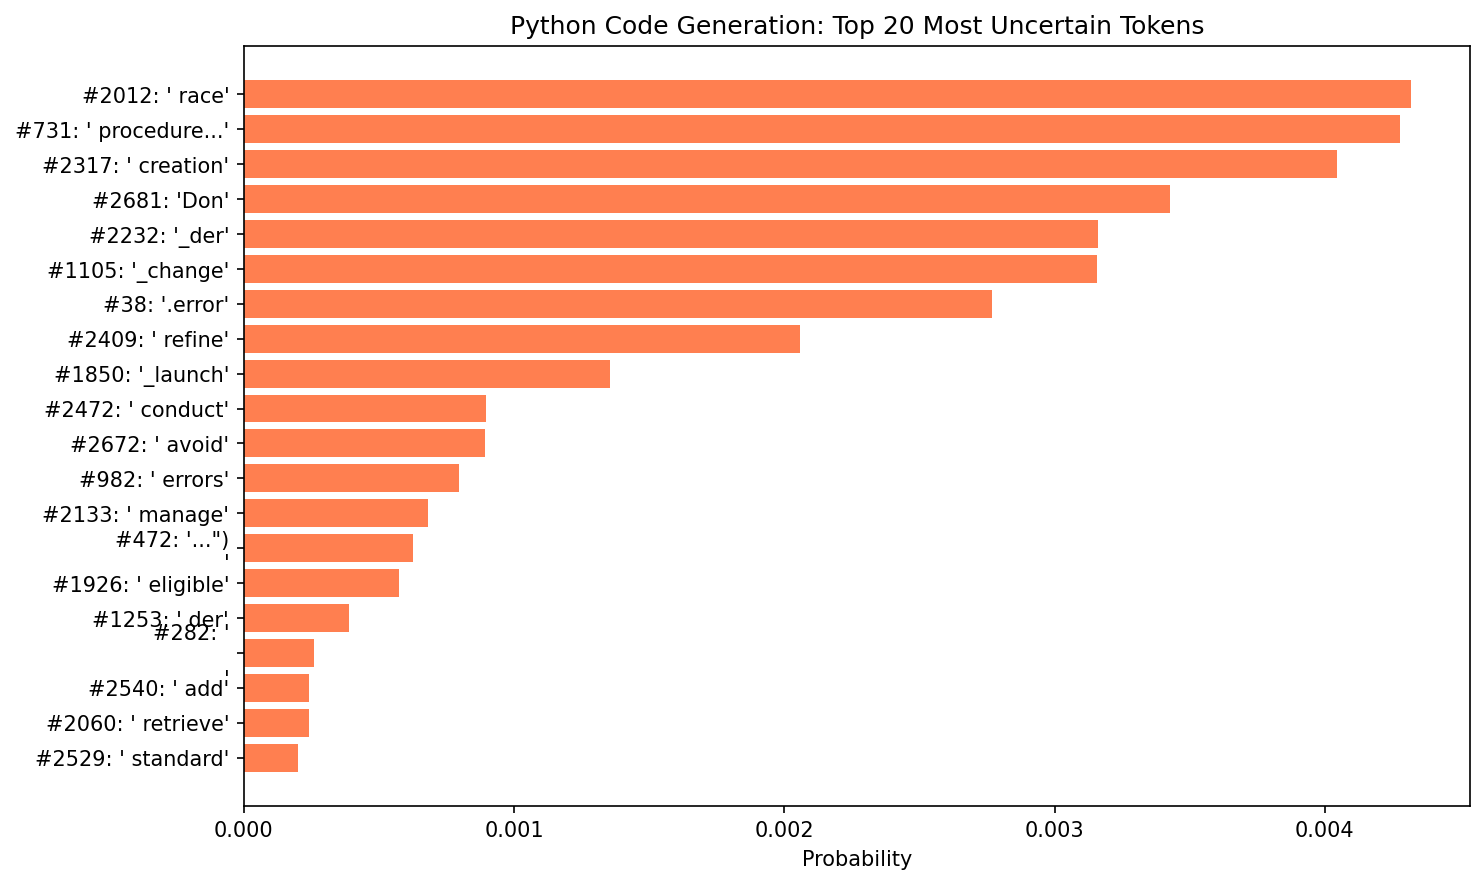 Python Code Generation: Top 20 Most Uncertain Tokens
#2012: ' race'
#731: ' procedure...'
#2317: ' creation'
#2681: 'Don'
#2232: '_der'
#1105: '_change'
#38: '.error'
#2409: ' refine'
#1850: '_launch'
#2472: ' conduct'
#2672: ' avoid'
#982: ' errors'
#2133: ' manage'
#472: '...")
'
#1926: ' eligible'
#1253: ' der'
#282: '
'
#2540: ' add'
#2060: ' retrieve'
#2529: ' standard'
0.000 0.001 0.002 0.003 0.004
Probability